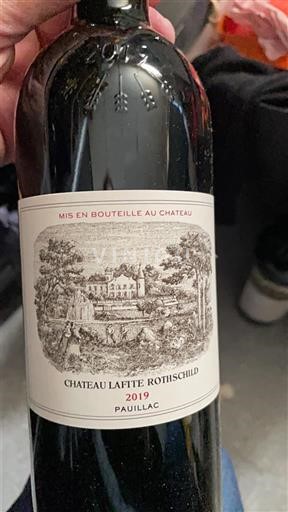 MIS EN BOUTEILLE AU CHATEAU
CHATEAU LAFITE ROTHSCHILD
2019
PAUILLAC